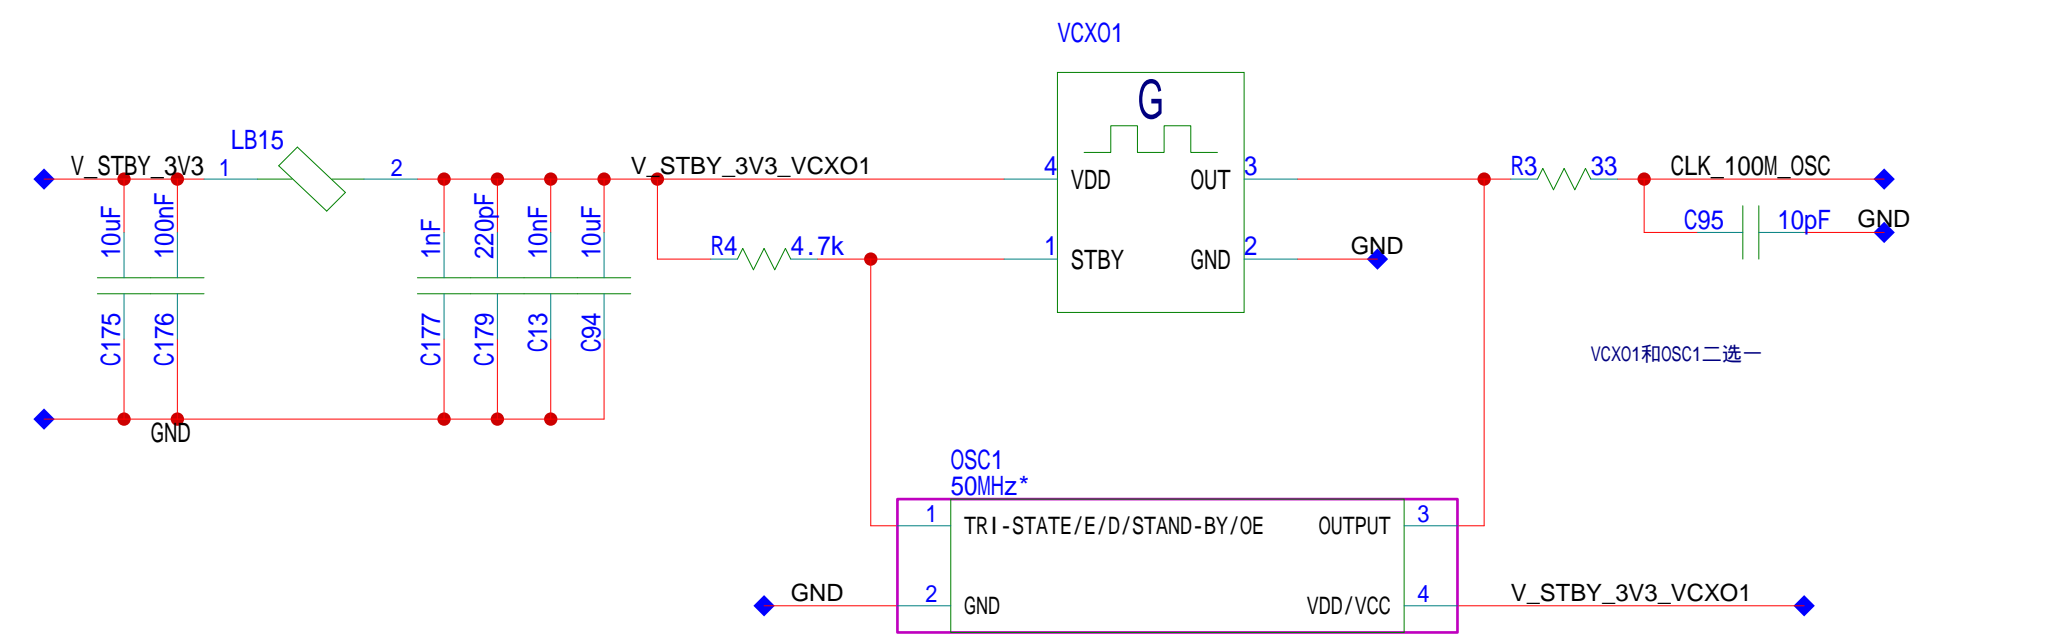 VCXO1
G
LB15
V_STBY_3V3
1
2
V_STBY_3V3_VCXO1
4
VDD
OUT
3
R3
33
CLK_100M_OSC
10uF
100nF
1nF
220pF
10nF
10uF
C95
10pF
GND
R4
4.7k
1
STBY
GND
2
GND
C175
C176
C177
C179
C13
C94
VCXO1和OSC1二选一
GND
OSC1
50MHz*
1
TRI-STATE/E/D/STAND-BY/OE
OUTPUT
3
GND
2
GND
VDD/VCC
4
V_STBY_3V3_VCXO1